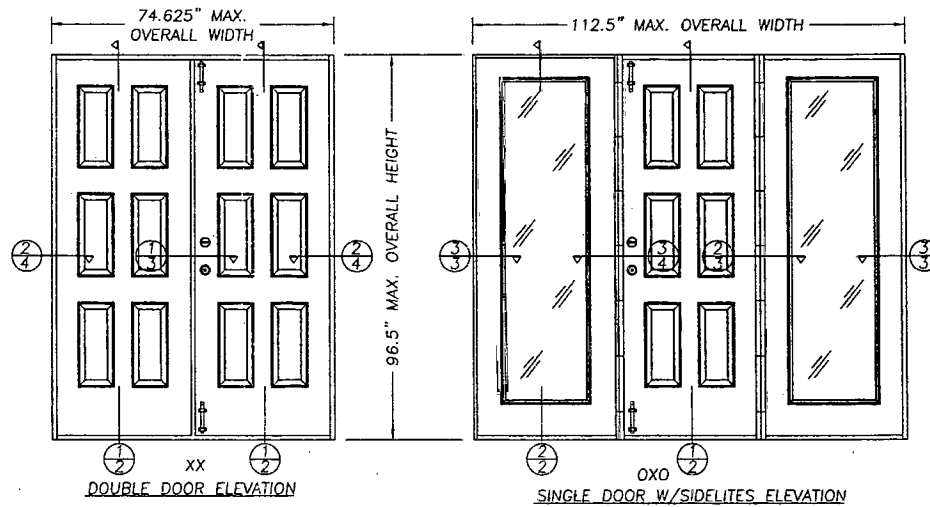 74.625" MAX.
OVERALL WIDTH
112.5" MAX. OVERALL WIDTH
96.5" MAX. OVERALL HEIGHT
2
4
1
3
2
4
3
3
3
4
2
3
3
3
1
2
XX
1
2
DOUBLE DOOR ELEVATION
2
2
OXO
1
2
SINGLE DOOR W/SIDELITES ELEVATION